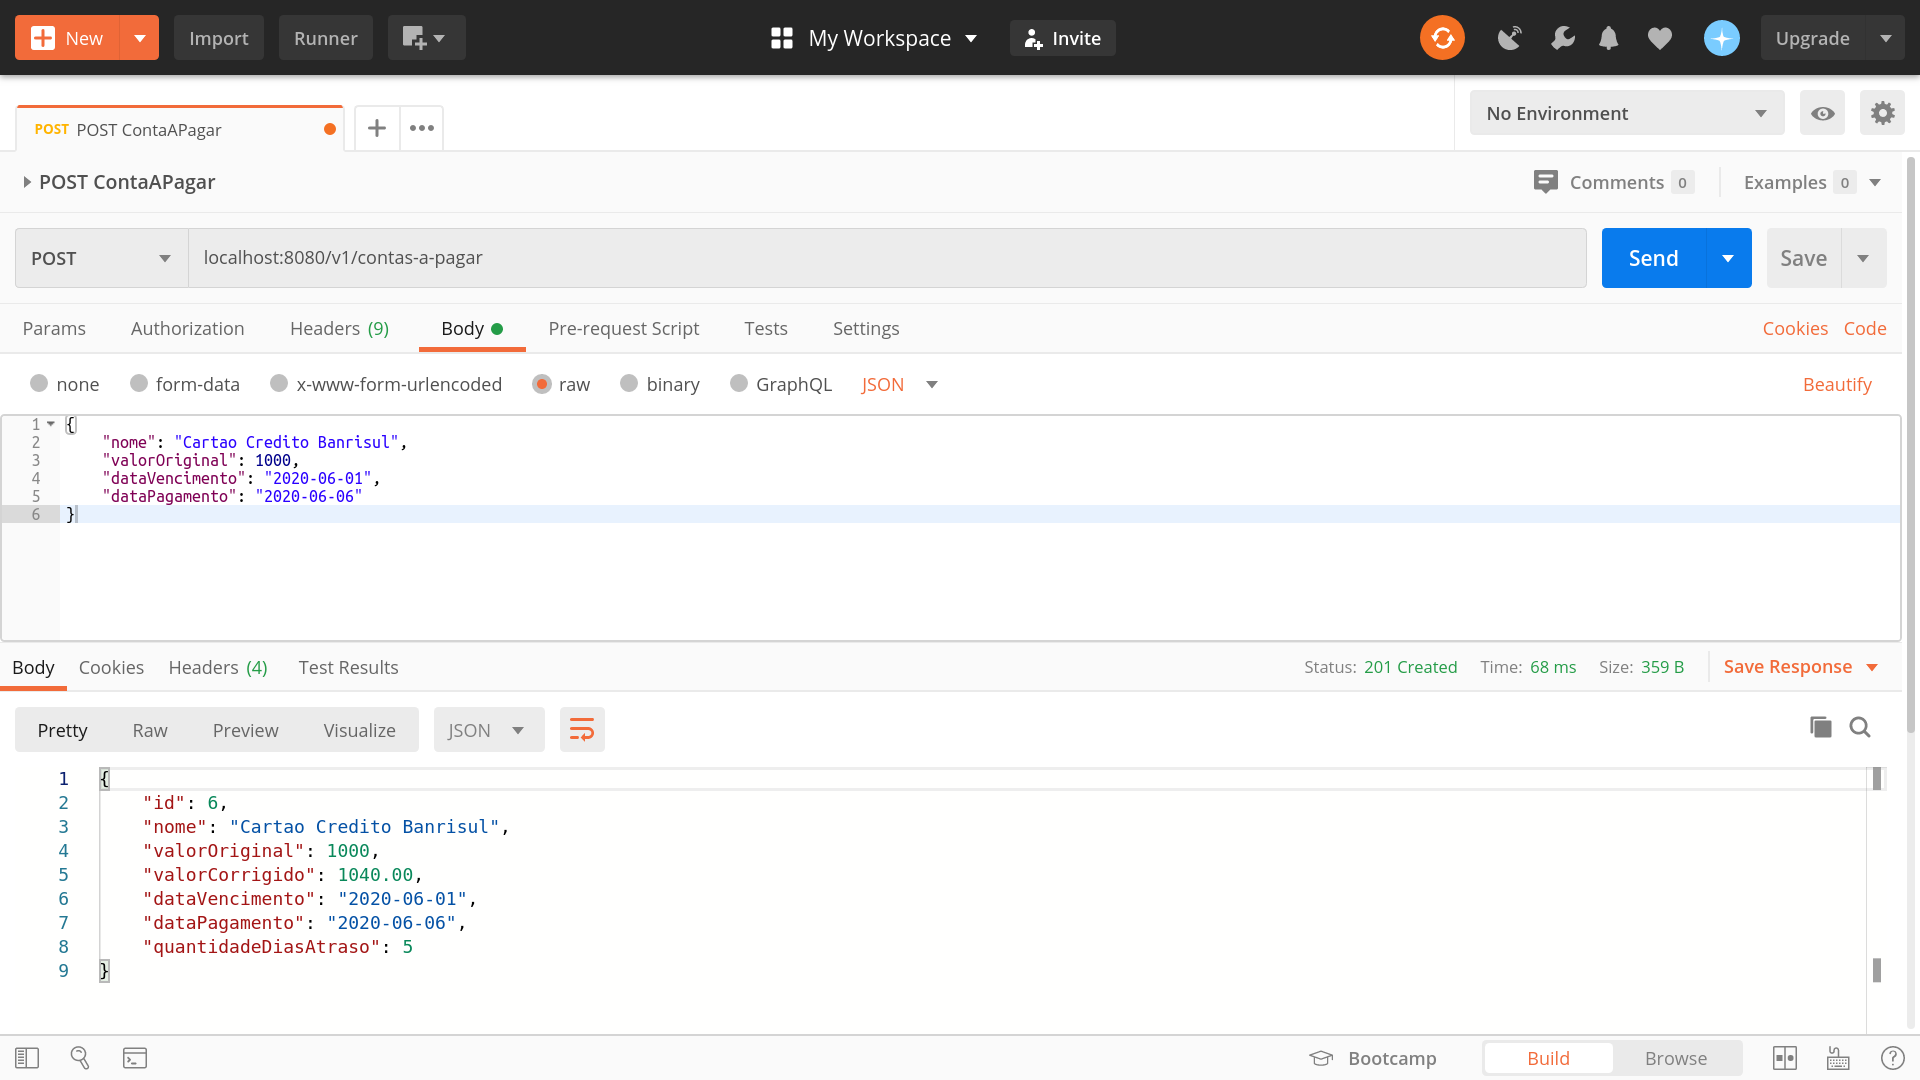 New Import Runner My Workspace Invite Upgrade
POST POST ContaAPagar No Environment
POST ContaAPagar Comments 0 Examples 0
POST localhost:8080/v1/contas-a-pagar Send Save
Params Authorization Headers (9) Body Pre-request Script Tests Settings Cookies Code
none form-data x-www-form-urlencoded raw binary GraphQL JSON Beautify
1 {
2 "nome": "Cartao Credito Banrisul",
3 "valorOriginal": 1000,
4 "dataVencimento": "2020-06-01",
5 "dataPagamento": "2020-06-06"
6 }
Body Cookies Headers (4) Test Results Status: 201 Created Time: 68 ms Size: 359 B Save Response
Pretty Raw Preview Visualize JSON
1 {
2 "id": 6,
3 "nome": "Cartao Credito Banrisul",
4 "valorOriginal": 1000,
5 "valorCorrigido": 1040.00,
6 "dataVencimento": "2020-06-01",
7 "dataPagamento": "2020-06-06",
8 "quantidadeDiasAtraso": 5
9 }
Bootcamp Build Browse